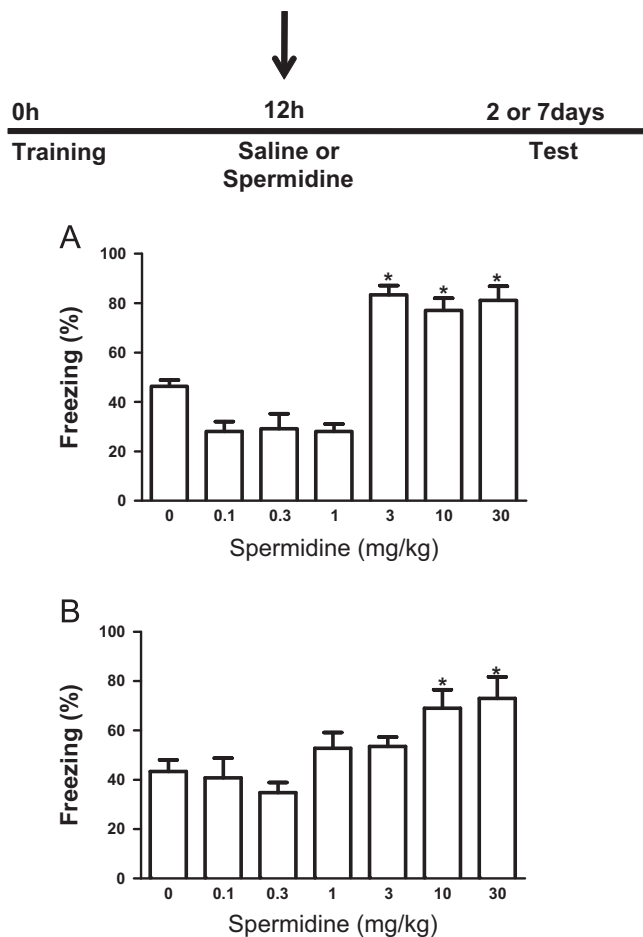 0h 12h 2 or 7days
Training Saline or Spermidine Test
A
100
80
60
40
20
0
Freezing (%)
* * *
0 0.1 0.3 1 3 10 30
Spermidine (mg/kg)
B
100
80
60
40
20
0
Freezing (%)
* *
0 0.1 0.3 1 3 10 30
Spermidine (mg/kg)